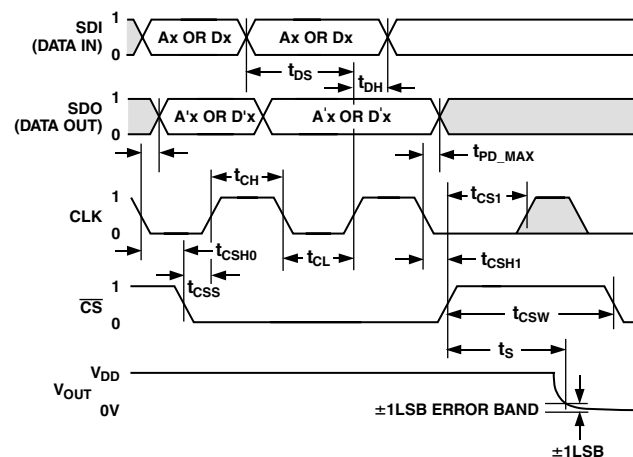 SDI
(DATA IN)
1
0
Ax OR Dx
Ax OR Dx
tDS
tDH
SDO
(DATA OUT)
1
0
A'x OR D'x
A'x OR D'x
tPD_MAX
CLK
1
0
tCH
tCS1
tCSH0
tCL
tCSH1
tCSS
CS
1
0
tCSW
tS
VOUT
VDD
0V
±1LSB ERROR BAND
±1LSB